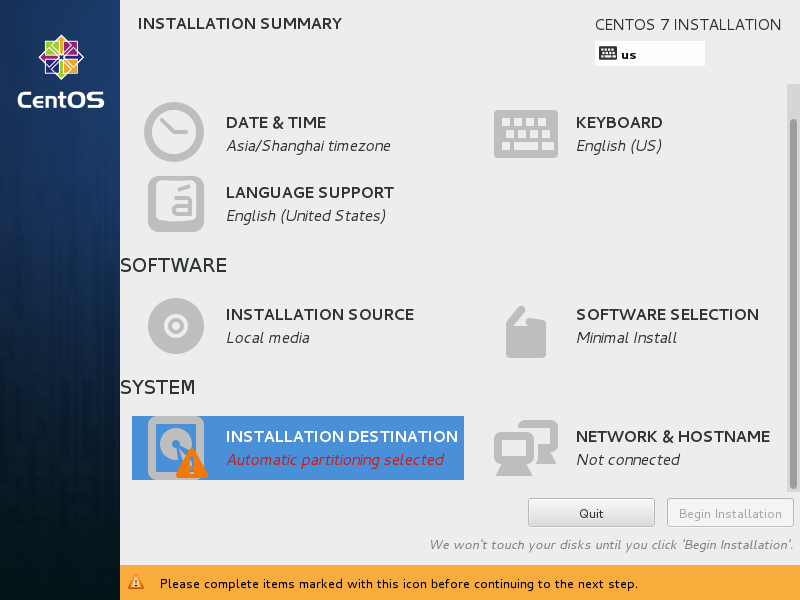 INSTALLATION SUMMARY
CENTOS 7 INSTALLATION
us
CentOS
DATE & TIME
Asia/Shanghai timezone
KEYBOARD
English (US)
LANGUAGE SUPPORT
English (United States)
SOFTWARE
INSTALLATION SOURCE
Local media
SOFTWARE SELECTION
Minimal Install
SYSTEM
INSTALLATION DESTINATION
Automatic partitioning selected
NETWORK & HOSTNAME
Not connected
Quit
Begin Installation
We won't touch your disks until you click 'Begin Installation'.
Please complete items marked with this icon before continuing to the next step.